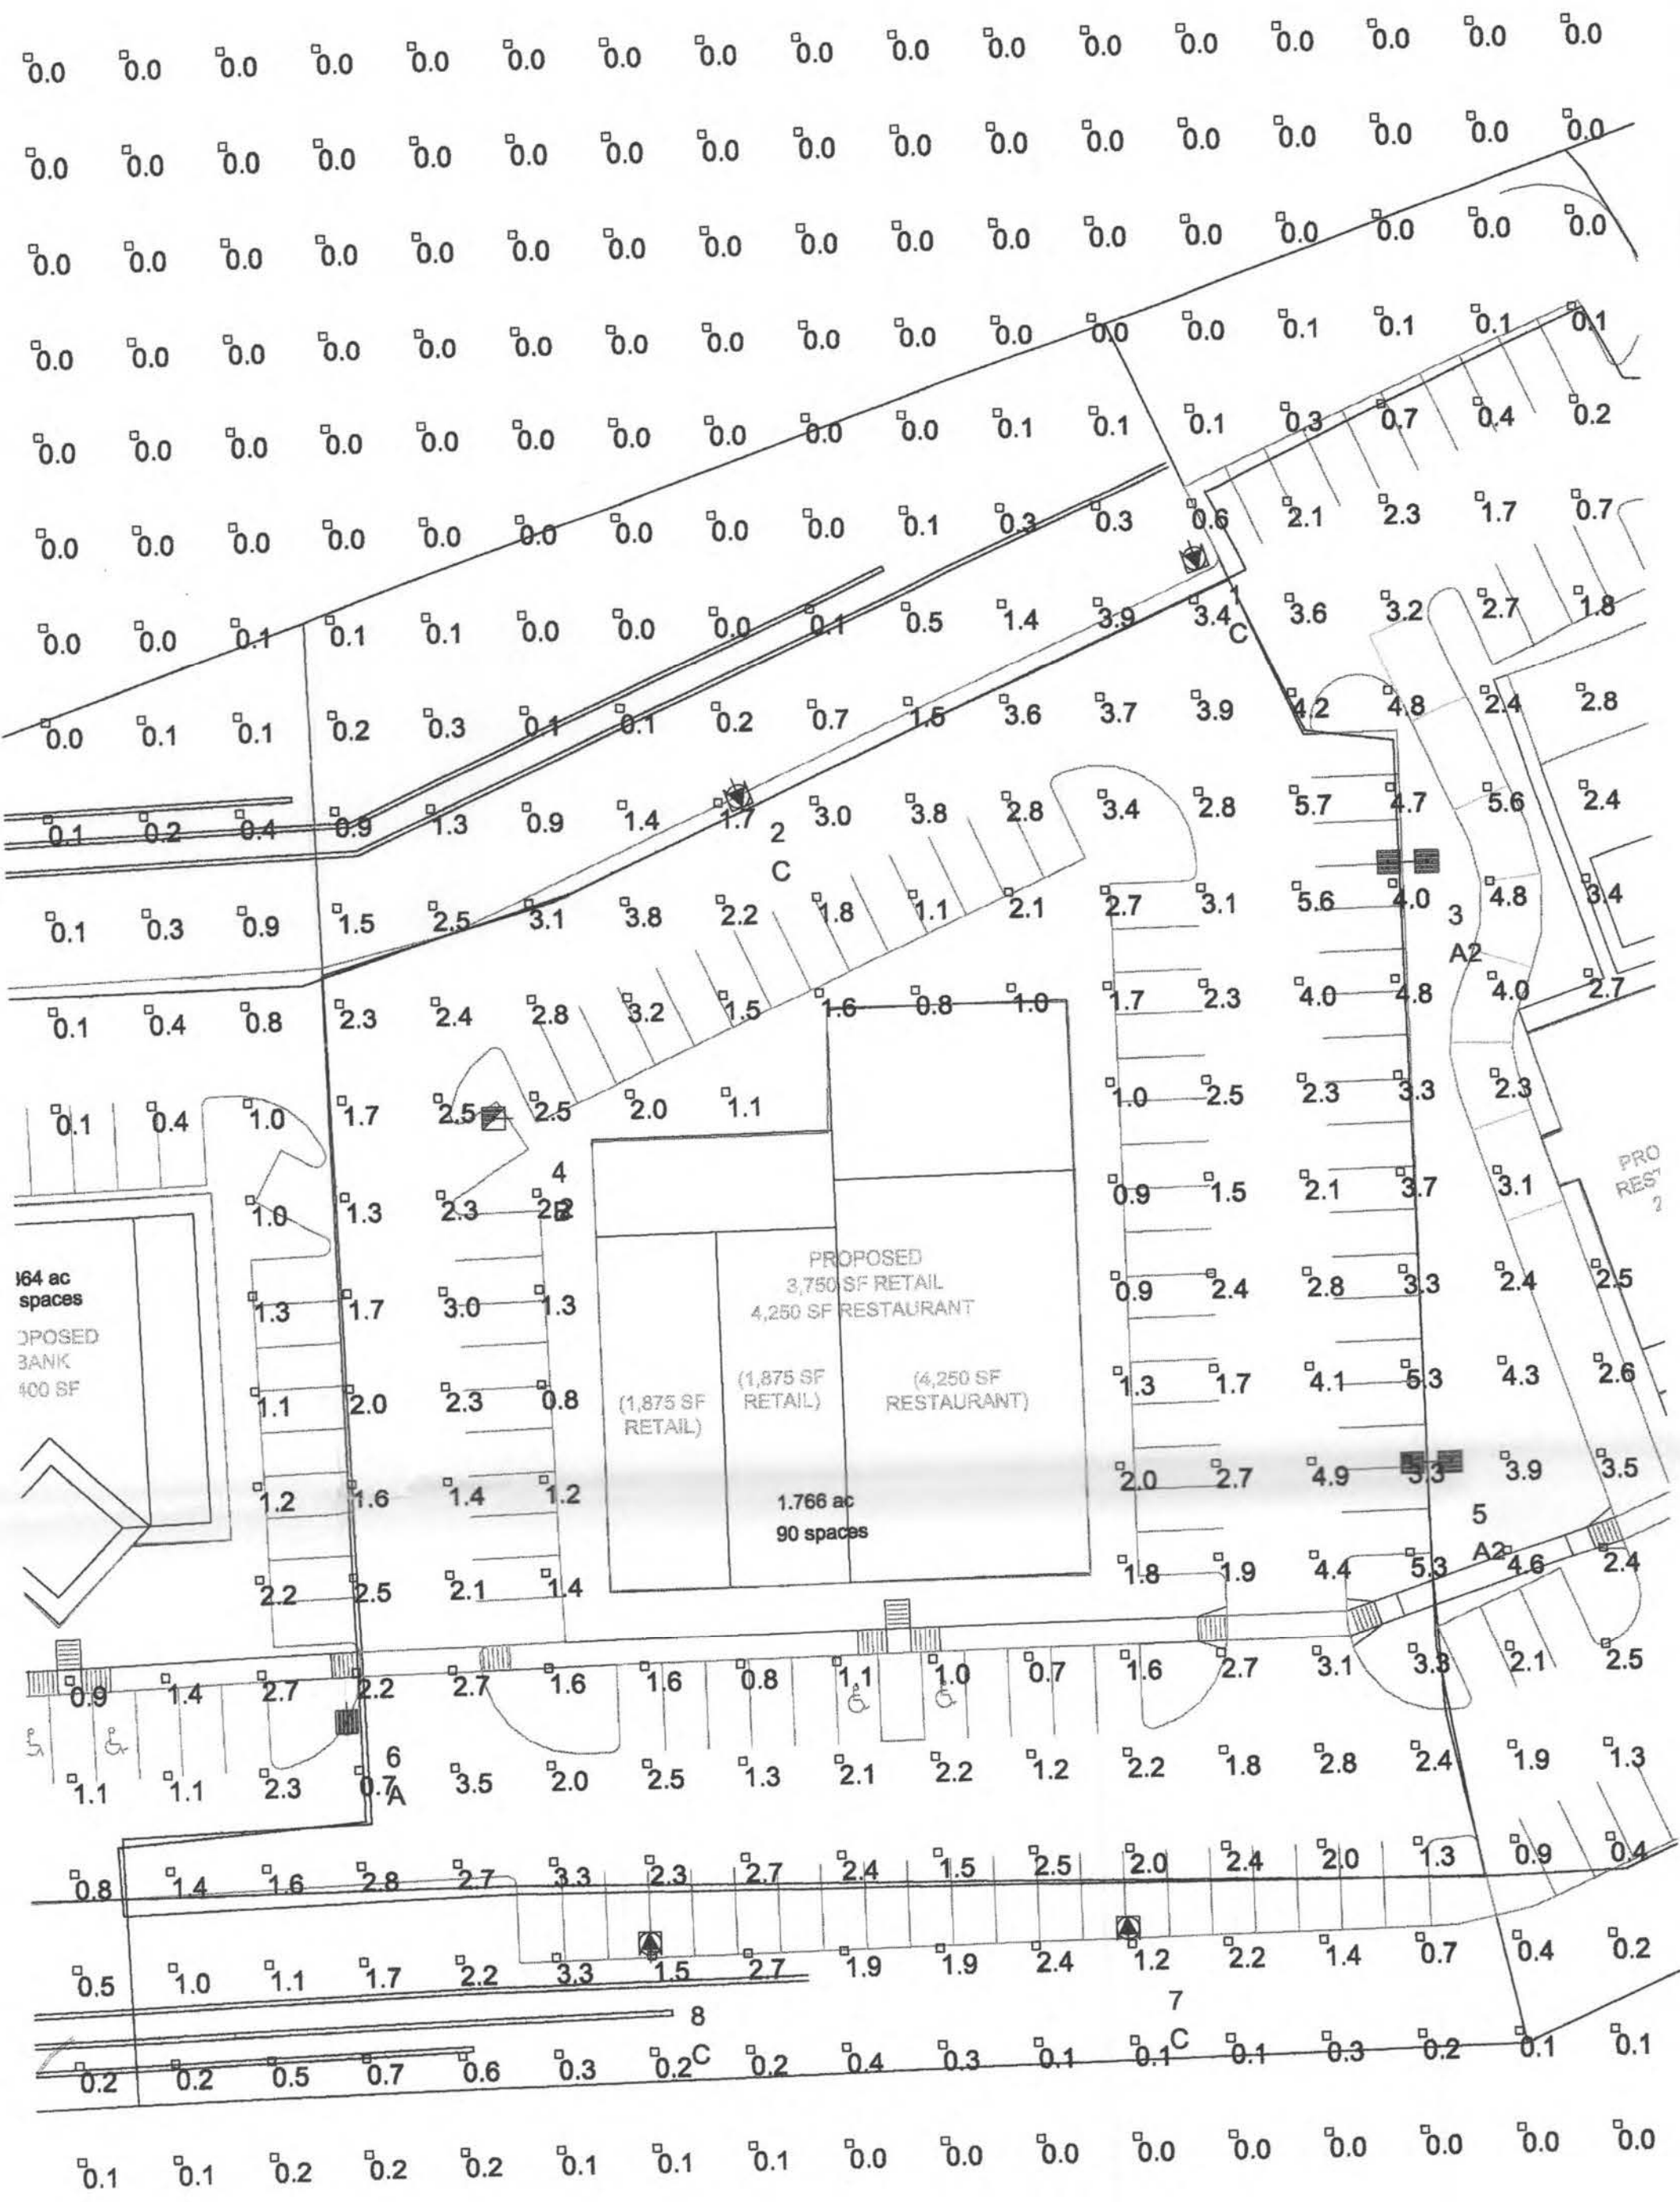 0.0 0.0 0.0 0.0 0.0 0.0 0.0 0.0 0.0 0.0 0.0 0.0 0.0 0.0 0.0 0.0 0.0
0.0 0.0 0.0 0.0 0.0 0.0 0.0 0.0 0.0 0.0 0.0 0.0 0.0 0.0 0.0 0.0 0.0
0.0 0.0 0.0 0.0 0.0 0.0 0.0 0.0 0.0 0.0 0.0 0.0 0.0 0.0 0.0 0.0 0.0
0.0 0.0 0.0 0.0 0.0 0.0 0.0 0.0 0.0 0.0 0.0 0.0 0.0 0.1 0.1 0.1 0.1
0.0 0.0 0.0 0.0 0.0 0.0 0.0 0.0 0.0 0.0 0.1 0.1 0.1 0.3 0.7 0.4 0.2
0.0 0.0 0.0 0.0 0.0 0.0 0.0 0.0 0.0 0.1 0.3 0.3 0.6 2.1 2.3 1.7 0.7
0.0 0.0 0.1 0.1 0.1 0.0 0.0 0.0 0.1 0.5 1.4 3.9 3.4 3.6 3.2 2.7 1.8
1
C
0.0 0.1 0.1 0.2 0.3 0.1 0.1 0.2 0.7 1.5 3.6 3.7 3.9 4.2 4.8 2.4 2.8
0.1 0.2 0.4 0.9 1.3 0.9 1.4 1.7 3.0 3.8 2.8 3.4 2.8 5.7 4.7 5.6 2.4
2
C
0.1 0.3 0.9 1.5 2.5 3.1 3.8 2.2 1.8 1.1 2.1 2.7 3.1 5.6 4.0 4.8 3.4
3
A2
0.1 0.4 0.8 2.3 2.4 2.8 3.2 1.5 1.6 0.8 1.0 1.7 2.3 4.0 4.8 4.0 2.7
0.1 0.4 1.0 1.7 2.5 2.5 2.0 1.1 1.0 2.5 2.3 3.3 2.3
4
B
1.0 1.3 2.3 2.2 0.9 1.5 2.1 3.7 3.1
PROPOSED
3,750 SF RETAIL
4,250 SF RESTAURANT
ac
spaces
1.3 1.7 3.0 1.3 0.9 2.4 2.8 3.3 2.4 2.5
1.1 2.0 2.3 0.8 1.3 1.7 4.1 5.3 4.3 2.6
(1,875 SF
RETAIL)
(1,875 SF
RETAIL)
(4,250 SF
RESTAURANT)
1.2 1.6 1.4 1.2 2.0 2.7 4.9 3.9 3.5
1.766 ac
90 spaces
5
A2
2.2 2.5 2.1 1.4 1.8 1.9 4.4 5.3 4.6 2.4
0.9 1.4 2.7 2.2 2.7 1.6 1.6 0.8 1.1 1.0 0.7 1.6 2.7 3.1 3.3 2.1 2.5
6
A
1.1 1.1 2.3 0.7 3.5 2.0 2.5 1.3 2.1 2.2 1.2 2.2 1.8 2.8 2.4 1.9 1.3
0.8 1.4 1.6 2.8 2.7 3.3 2.3 2.7 2.4 1.5 2.5 2.0 2.4 2.0 1.3 0.9 0.4
0.5 1.0 1.1 1.7 2.2 3.3 1.5 2.7 1.9 1.9 2.4 1.2 2.2 1.4 0.7 0.4 0.2
8
C
7
C
0.2 0.2 0.5 0.7 0.6 0.3 0.2 0.2 0.4 0.3 0.1 0.1 0.1 0.3 0.2 0.1 0.1
0.1 0.1 0.2 0.2 0.2 0.1 0.1 0.1 0.0 0.0 0.0 0.0 0.0 0.0 0.0 0.0 0.0